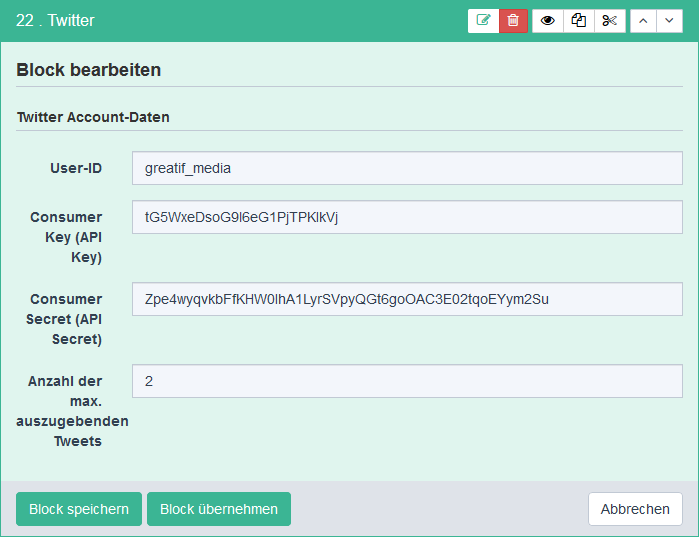 22 . Twitter
Block bearbeiten
Twitter Account-Daten
User-ID
greatif_media
Consumer
Key (API
Key)
tG5WxeDsoG9l6eG1PjTPKlkVj
Consumer
Secret (API
Secret)
Zpe4wyqvkbFfKHW0lhA1LyrSVpyQGt6goOAC3E02tqoEYym2Su
Anzahl der
max.
auszugebenden
Tweets
2
Block speichern
Block übernehmen
Abbrechen